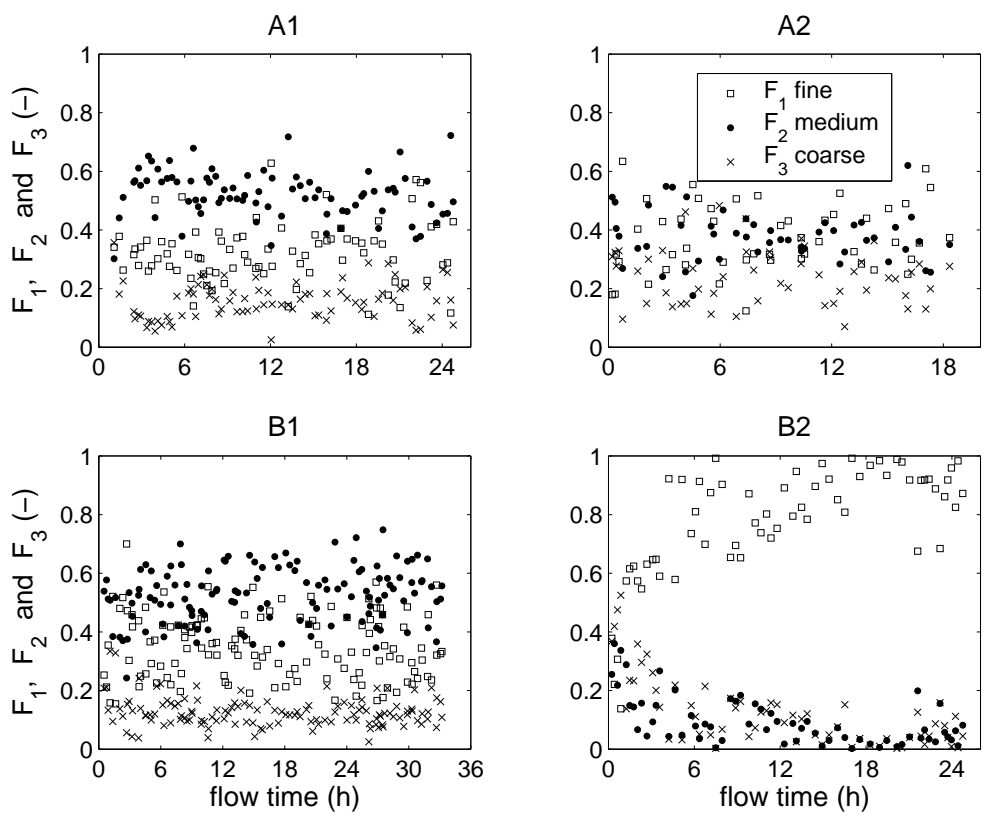 A1
A2
1
0.8
0.6
0.4
0.2
0
F1, F2 and F3 (−)
0 6 12 18 24
1
0.8
0.6
0.4
0.2
0
F1 fine
F2 medium
F3 coarse
0 6 12 18
B1
B2
1
0.8
0.6
0.4
0.2
0
F1, F2 and F3 (−)
0 6 12 18 24 30 36
flow time (h)
1
0.8
0.6
0.4
0.2
0
0 6 12 18 24
flow time (h)